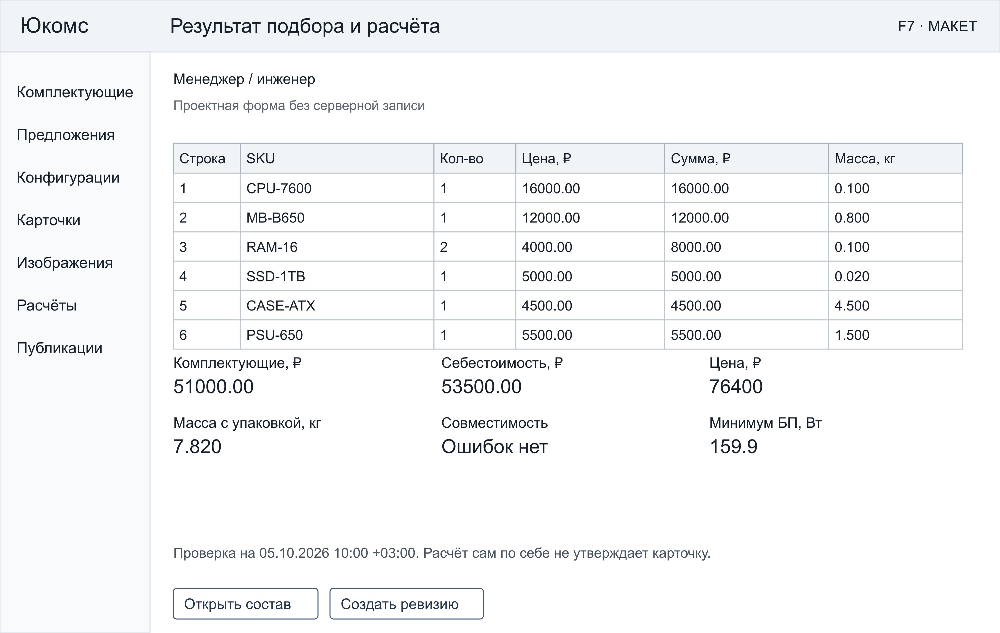 Юкомс
Результат подбора и расчёта
F7 · МАКЕТ
Комплектующие
Предложения
Конфигурации
Карточки
Изображения
Расчёты
Публикации
Менеджер / инженер
Проектная форма без серверной записи
Строка SKU Кол-во Цена, ₽ Сумма, ₽ Масса, кг
1 CPU-7600 1 16000.00 16000.00 0.100
2 MB-B650 1 12000.00 12000.00 0.800
3 RAM-16 2 4000.00 8000.00 0.100
4 SSD-1TB 1 5000.00 5000.00 0.020
5 CASE-ATX 1 4500.00 4500.00 4.500
6 PSU-650 1 5500.00 5500.00 1.500
Комплектующие, ₽ Себестоимость, ₽ Цена, ₽
51000.00 53500.00 76400
Масса с упаковкой, кг Совместимость Минимум БП, Вт
7.820 Ошибок нет 159.9
Проверка на 05.10.2026 10:00 +03:00. Расчёт сам по себе не утверждает карточку.
Открыть состав Создать ревизию